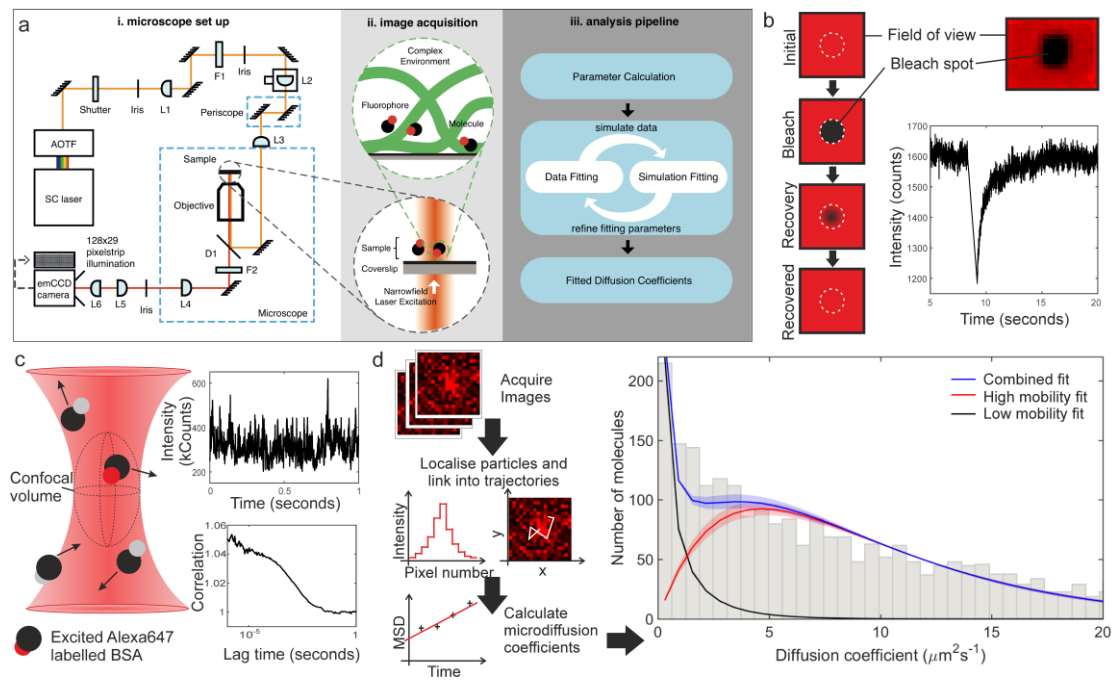 a
i. microscope set up
Shutter
Iris
L1
F1
Iris
L2
Periscope
L3
AOTF
SC laser
Sample
Objective
D1
F2
128x29
pixelstrip
illumination
emCCD
camera
L6
L5
Iris
L4
Microscope
ii. image acquisition
Complex
Environment
Fluorophore
Molecule
Sample
Coverslip
Narrowfield
Laser Excitation
iii. analysis pipeline
Parameter Calculation
simulate data
Data Fitting
Simulation Fitting
refine fitting parameters
Fitted Diffusion Coefficients
b
Initial
Bleach
Recovery
Recovered
Field of view
Bleach spot
Intensity (counts)
1700
1600
1500
1400
1300
1200
5
10
15
20
Time (seconds)
c
Confocal
volume
Excited Alexa647
labelled BSA
Intensity
(kCounts)
600
400
200
0
0.5
1
Time (seconds)
Correlation
1.06
1.04
1.02
1
10⁻⁵
1
Lag time (seconds)
d
Acquire
Images
Localise particles and
link into trajectories
Intensity
Pixel number
y
x
MSD
Time
Calculate
microdiffusion
coefficients
Number of molecules
200
150
100
50
0
0
5
10
15
20
Diffusion coefficient (μm²s⁻¹)
Combined fit
High mobility fit
Low mobility fit